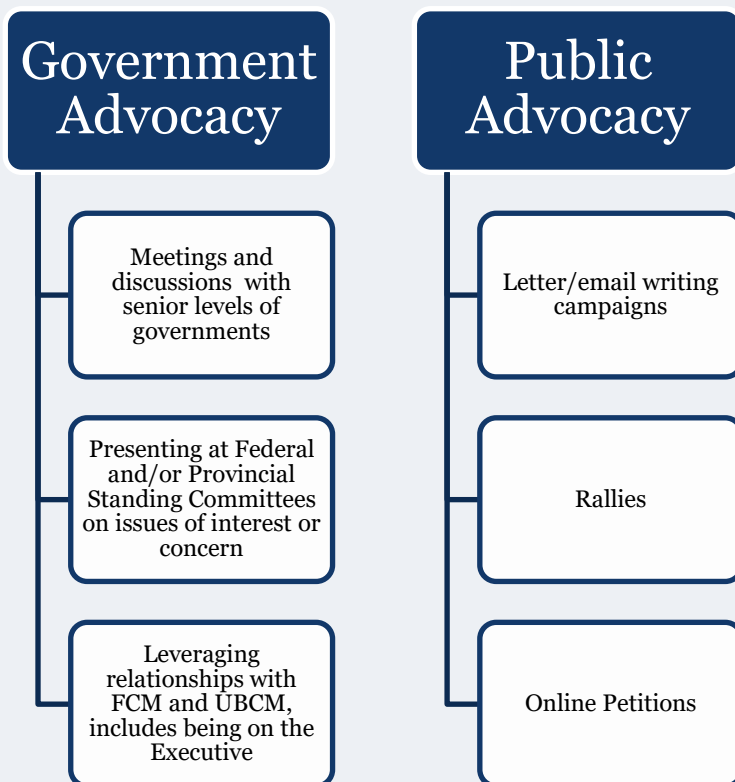 Government
Advocacy
Meetings and
discussions with
senior levels of
governments
Presenting at Federal
and/or Provincial
Standing Committees
on issues of interest or
concern
Leveraging
relationships with
FCM and UBCM,
includes being on the
Executive
Public
Advocacy
Letter/email writing
campaigns
Rallies
Online Petitions